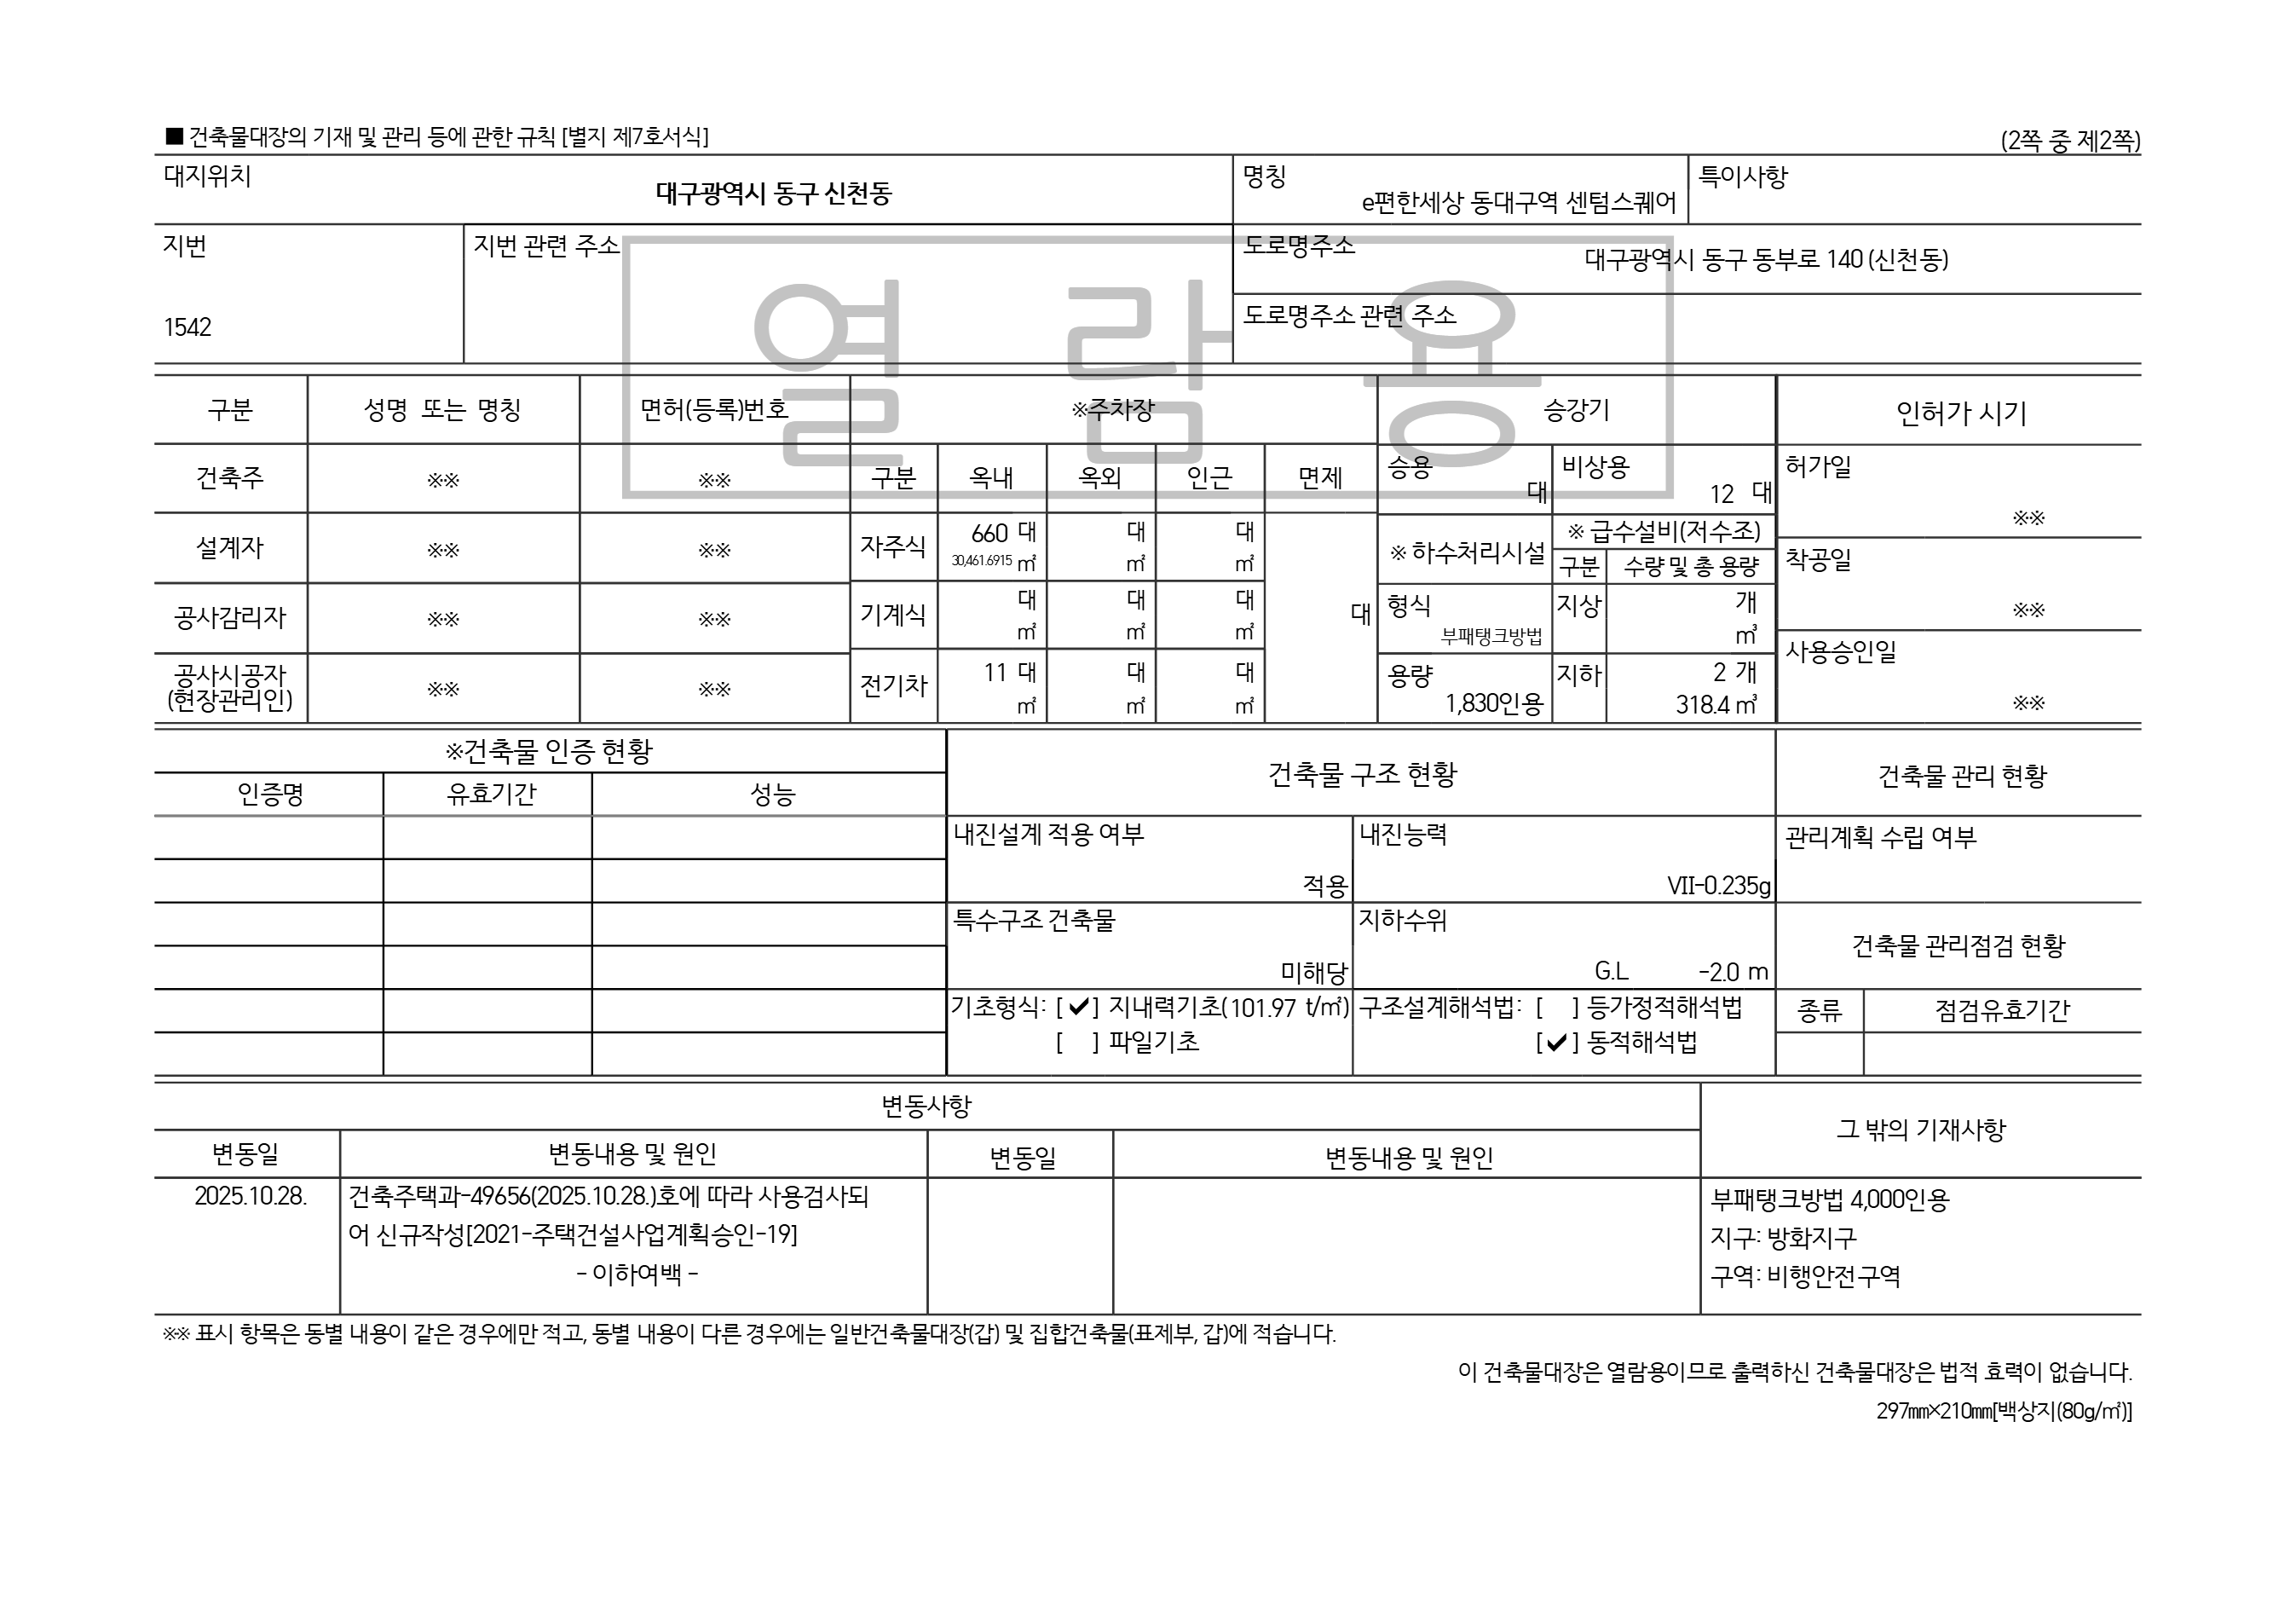 ■ 건축물대장의 기재 및 관리 등에 관한 규칙 [별지 제7호서식]
(2쪽 중 제2쪽)
대지위치
대구광역시 동구 신천동
명칭
e편한세상 동대구역 센텀스퀘어
특이사항
지번
1542
지번 관련 주소
도로명주소
대구광역시 동구 동부로 140 (신천동)
도로명주소 관련 주소
열 람 용
구분 성명 또는 명칭 면허(등록)번호 ※주차장 승강기 인허가 시기
건축주 ※※ ※※
설계자 ※※ ※※
공사감리자 ※※ ※※
공사시공자
(현장관리인) ※※ ※※
구분 옥내 옥외 인근 면제
자주식 660 대 대 대
30,461.6915 ㎡ ㎡ ㎡
기계식 대 대 대
㎡ ㎡ ㎡
전기차 11 대 대 대
㎡ ㎡ ㎡
대
승용
대
비상용
12 대
※ 하수처리시설
※ 급수설비(저수조)
구분 수량 및 총 용량
형식
부패탱크방법
지상 개
㎥
용량
1,830인용
지하 2 개
318.4 ㎥
허가일
※※
착공일
※※
사용승인일
※※
※건축물 인증 현황
인증명 유효기간 성능
건축물 구조 현황
내진설계 적용 여부
적용
내진능력
VII-0.235g
특수구조 건축물
미해당
지하수위
G.L -2.0 m
기초형식: [✔] 지내력기초(101.97 t/㎡)
[ ] 파일기초
구조설계해석법: [ ] 등가정적해석법
[✔] 동적해석법
건축물 관리 현황
관리계획 수립 여부
건축물 관리점검 현황
종류 점검유효기간
변동사항
변동일 변동내용 및 원인 변동일 변동내용 및 원인
그 밖의 기재사항
2025.10.28. 건축주택과-49656(2025.10.28.)호에 따라 사용검사되
어 신규작성[2021-주택건설사업계획승인-19]
- 이하여백 -
부패탱크방법 4,000인용
지구: 방화지구
구역: 비행안전구역
※※ 표시 항목은 동별 내용이 같은 경우에만 적고, 동별 내용이 다른 경우에는 일반건축물대장(갑) 및 집합건축물(표제부, 갑)에 적습니다.
이 건축물대장은 열람용이므로 출력하신 건축물대장은 법적 효력이 없습니다.
297㎜×210㎜[백상지(80g/㎡)]